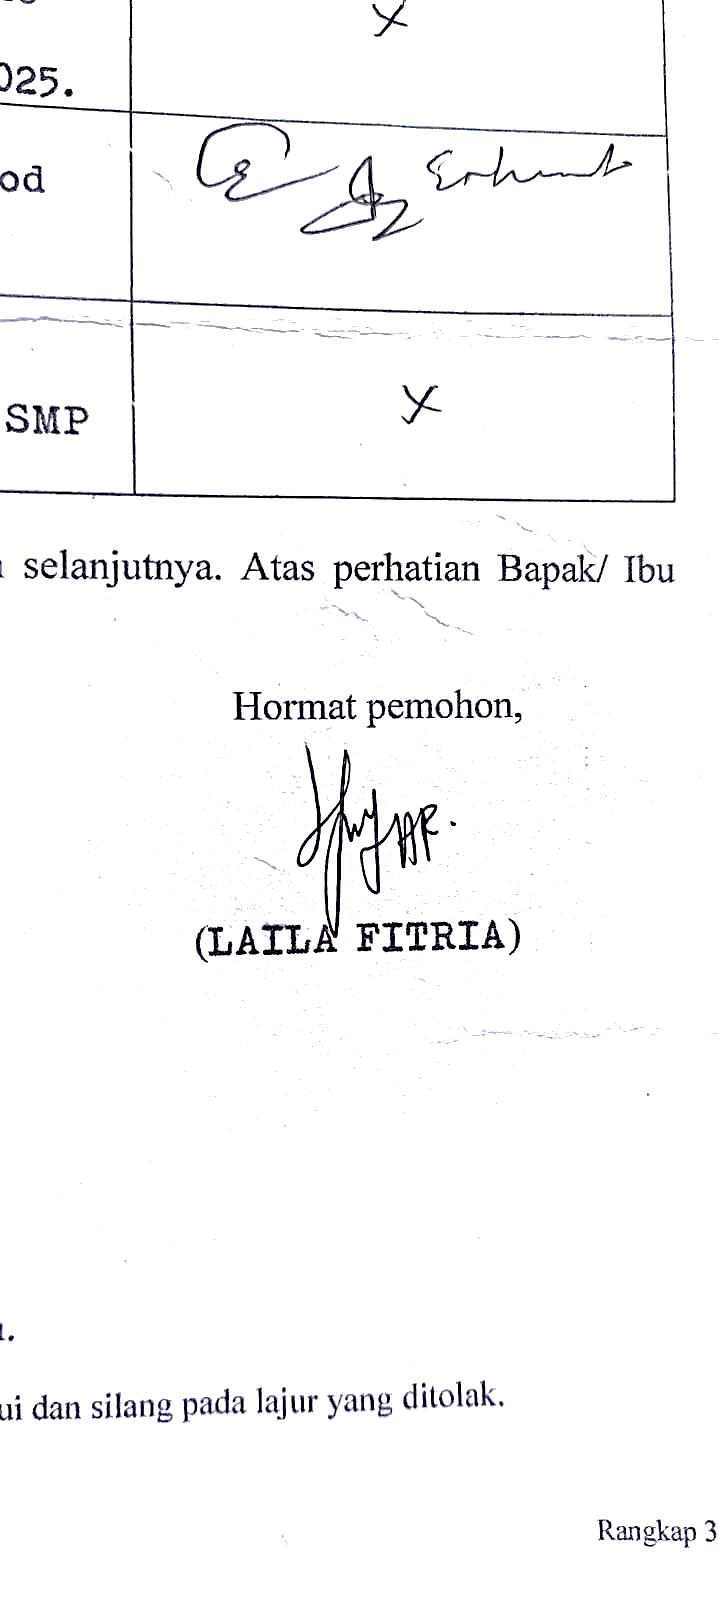 x
025.
od
SMP
x
selanjutnya. Atas perhatian Bapak/ Ibu
Hormat pemohon,
(LAILA FITRIA)
ui dan silang pada lajur yang ditolak.
Rangkap 3